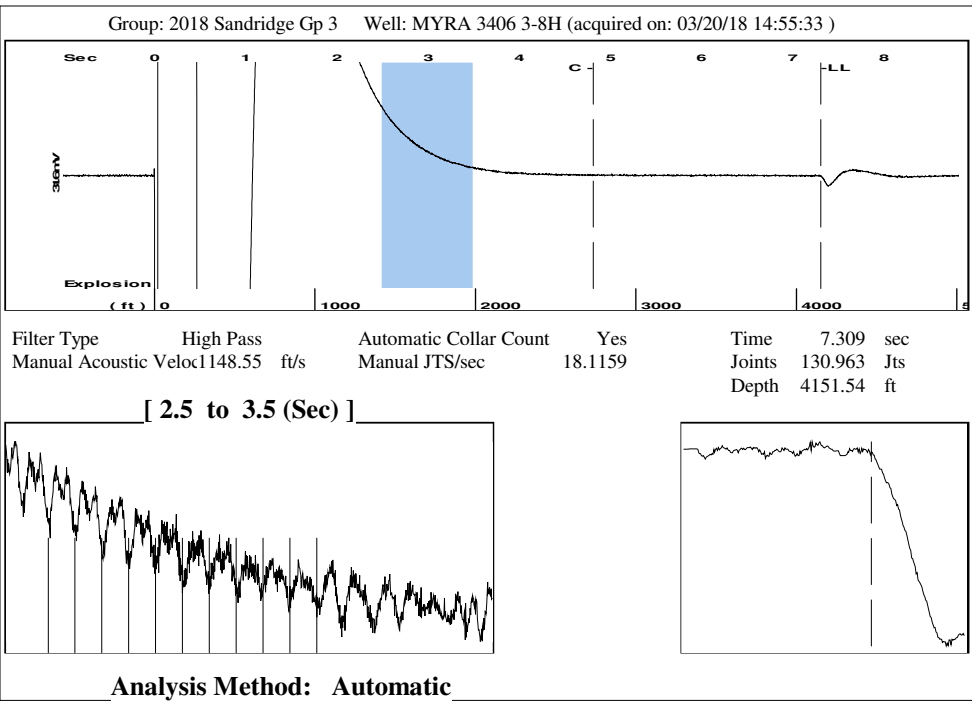 Group: 2018 Sandridge Gp 3 Well: MYRA 3406 3-8H (acquired on: 03/20/18 14:55:33 )
Sec 0 1 2 3 4 5 6 7 8
C -
-LL
31.6mV
Explosion
( ft ) 0 1000 2000 3000 4000 5
Filter Type High Pass Automatic Collar Count Yes Time 7.309 sec
Manual Acoustic Veloc1148.55 ft/s Manual JTS/sec 18.1159 Joints 130.963 Jts
Depth 4151.54 ft
[ 2.5 to 3.5 (Sec) ]
Analysis Method: Automatic